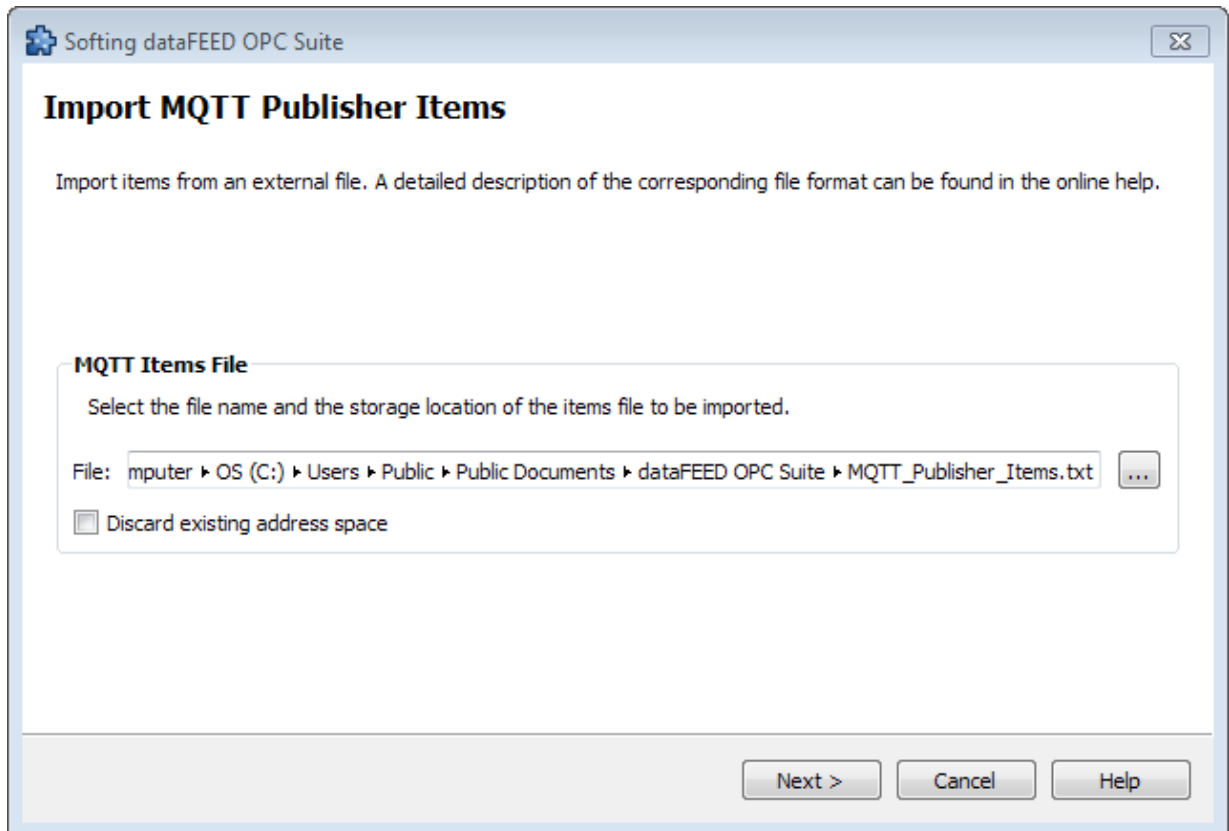 Softing dataFEED OPC Suite
Import MQTT Publisher Items
Import items from an external file. A detailed description of the corresponding file format can be found in the online help.
MQTT Items File
Select the file name and the storage location of the items file to be imported.
File: mputer ▸ OS (C:) ▸ Users ▸ Public ▸ Public Documents ▸ dataFEED OPC Suite ▸ MQTT_Publisher_Items.txt ...
Discard existing address space
Next > Cancel Help